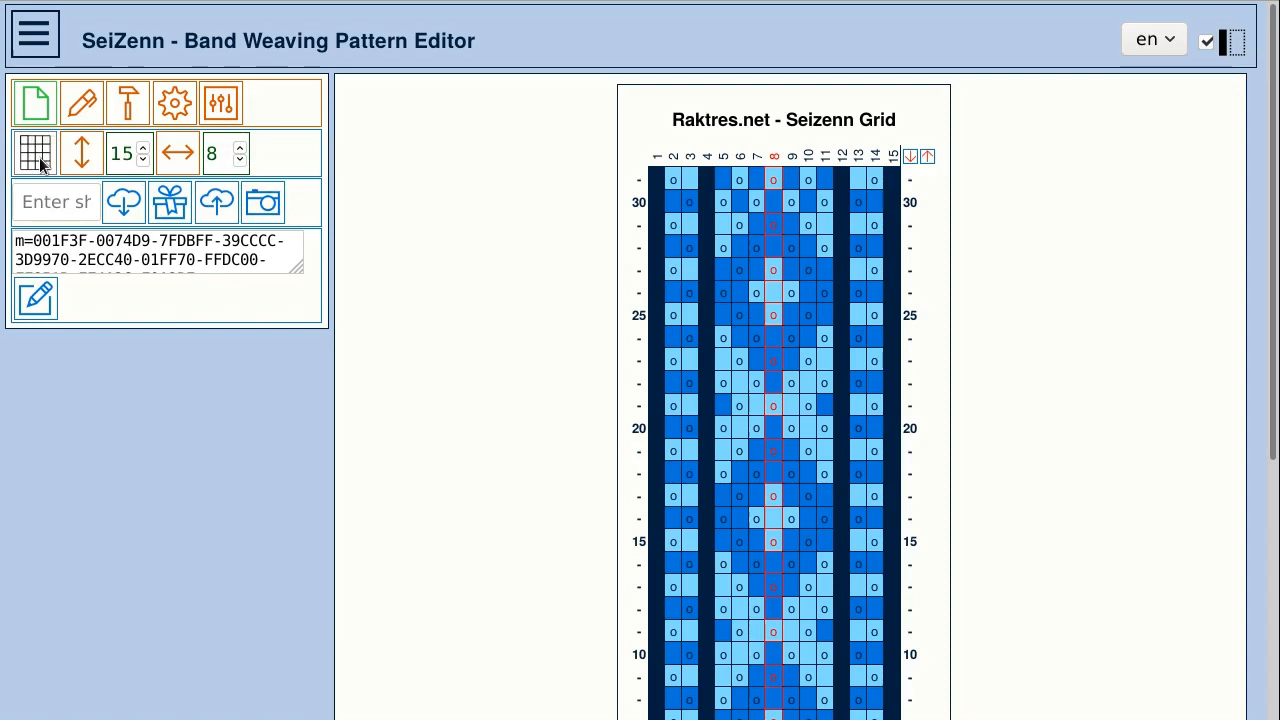 SeiZenn - Band Weaving Pattern Editor
en
15
8
Enter sh
m=001F3F-0074D9-7FDBFF-39CCCC-
3D9970-2ECC40-01FF70-FFDC00-
Raktres.net - Seizenn Grid
1 2 3 4 5 6 7 8 9 10 11 12 13 14 15
- o o o o o -
30 o o o o o o 30
- o o o o o -
- o o o o o o -
- o o o o o -
- o o o o o o -
25 o o o o o 25
- o o o o o o -
- o o o o o -
- o o o o o o -
- o o o o o -
20 o o o o o o 20
- o o o o o -
- o o o o o o -
- o o o o o -
- o o o o o o -
15 o o o o o 15
- o o o o o o -
- o o o o o -
- o o o o o o -
- o o o o o -
10 o o o o o o 10
- o o o o o -
- o o o o o o -